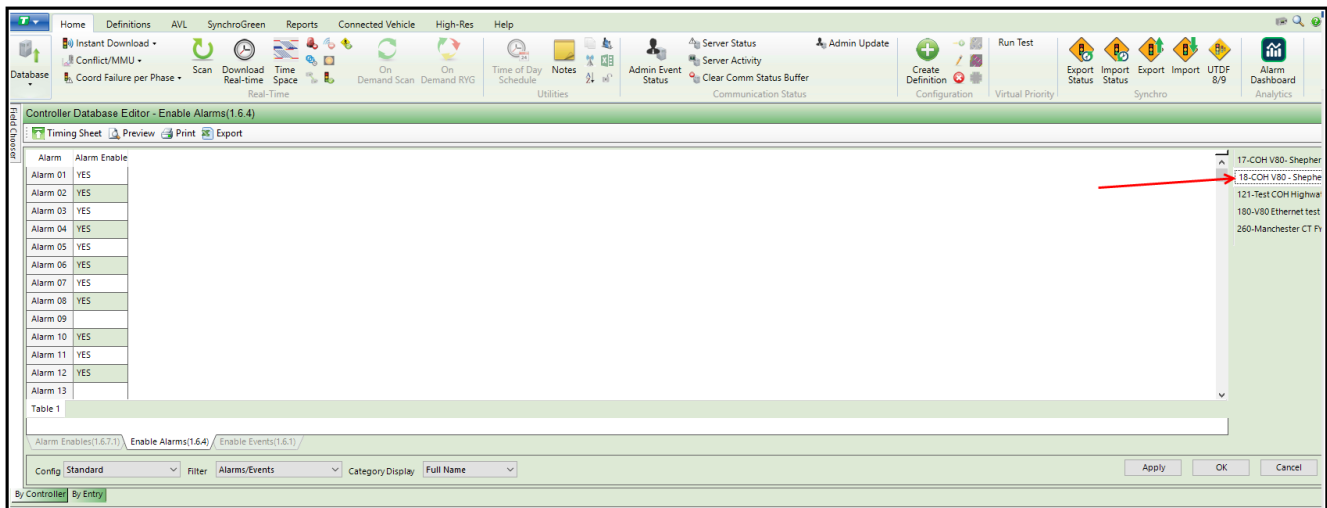 Home Definitions AVL SynchroGreen Reports Connected Vehicle High-Res Help
Database
Instant Download
Conflict/MMU
Coord Failure per Phase
Scan
Download Real-time
Time Space
On Demand Scan
On Demand RYG
Real-Time
Time of Day Schedule
Notes
Utilities
Admin Event Status
Server Status
Server Activity
Clear Comm Status Buffer
Admin Update
Communication Status
Create Definition
Configuration
Run Test
Virtual Priority
Export Status
Import Status
Export
Import
UTDF 8/9
Synchro
Alarm Dashboard
Analytics
Field Chooser
Controller Database Editor - Enable Alarms(1.6.4)
Timing Sheet Preview Print Export
Alarm Alarm Enable
Alarm 01 YES
Alarm 02 YES
Alarm 03 YES
Alarm 04 YES
Alarm 05 YES
Alarm 06 YES
Alarm 07 YES
Alarm 08 YES
Alarm 09
Alarm 10 YES
Alarm 11 YES
Alarm 12 YES
Alarm 13
Table 1
17-COH V80- Shepher
18-COH V80 - Shephe
121-Test COH Highwa
180-V80 Ethernet test
260-Manchester CT
Alarm Enables(1.6.7.1) Enable Alarms(1.6.4) Enable Events(1.6.1)
Config Standard Filter Alarms/Events Category Display Full Name Apply OK Cancel
By Controller By Entry